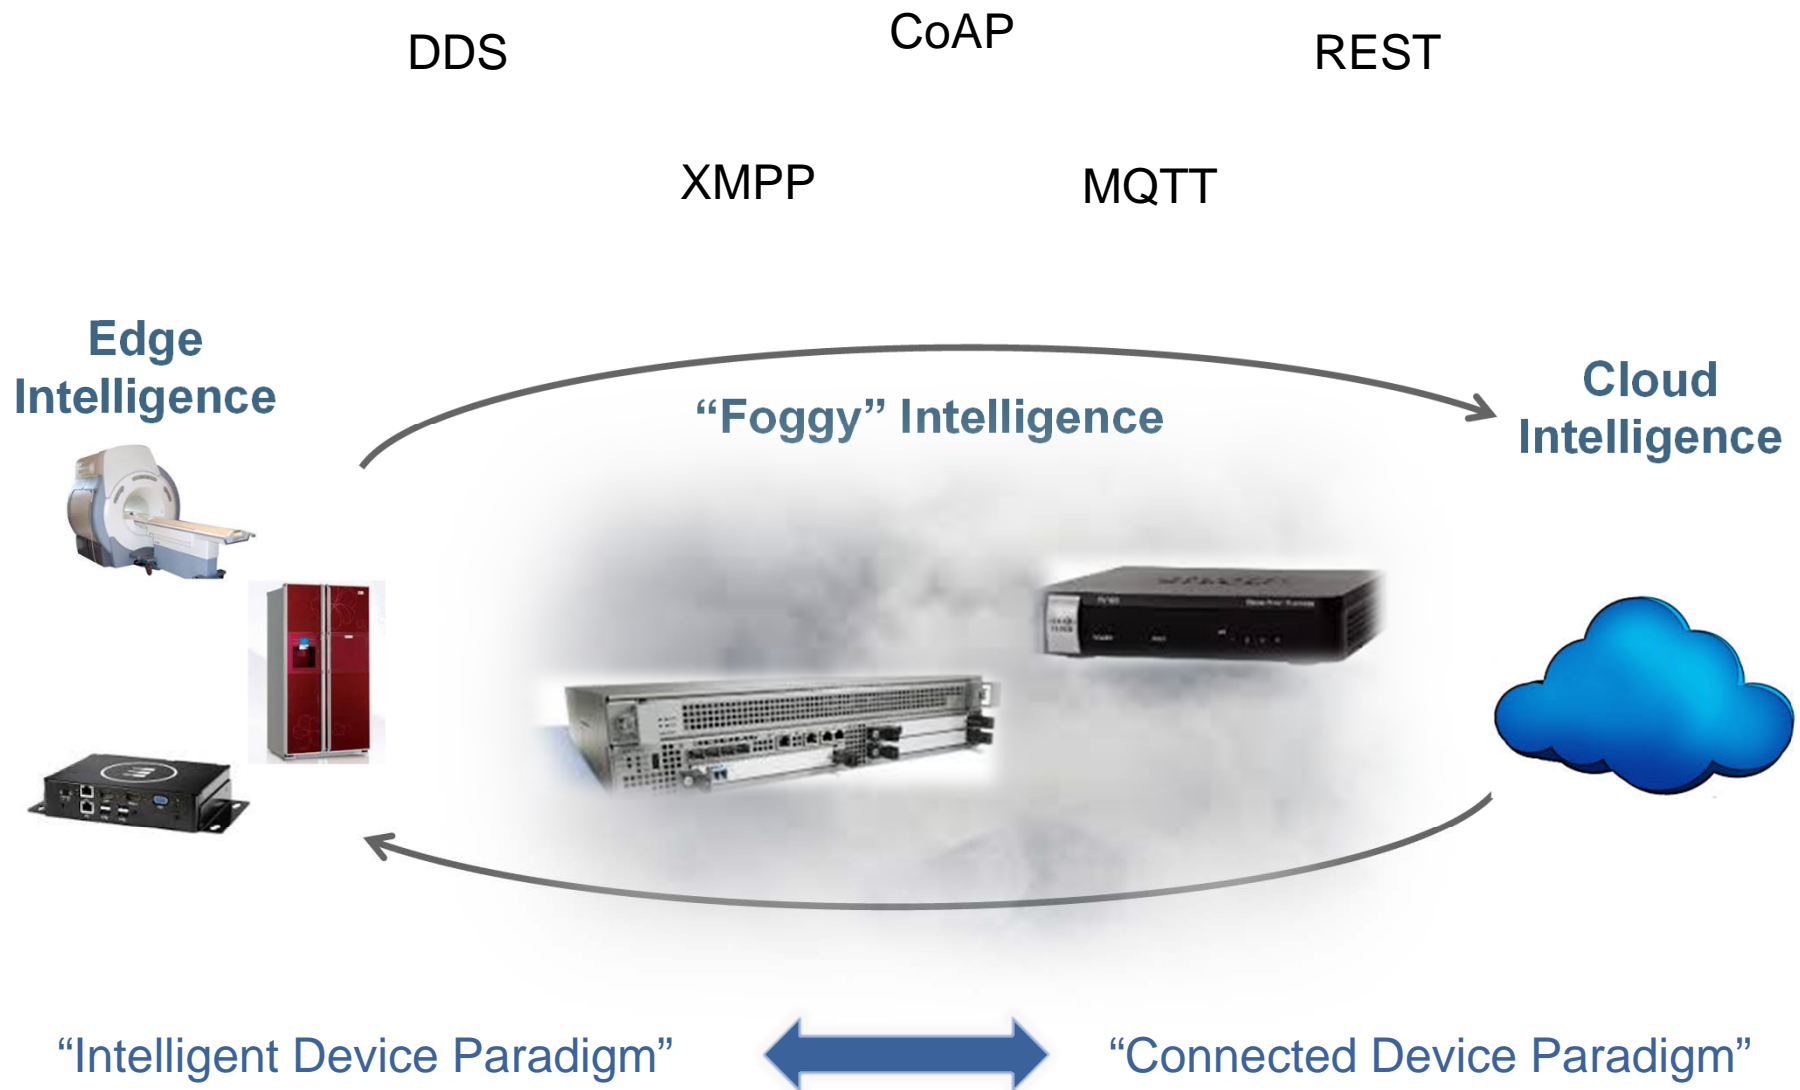 DDS
CoAP
REST
XMPP
MQTT
Edge
Intelligence
“Foggy” Intelligence
Cloud
Intelligence
“Intelligent Device Paradigm”
“Connected Device Paradigm”